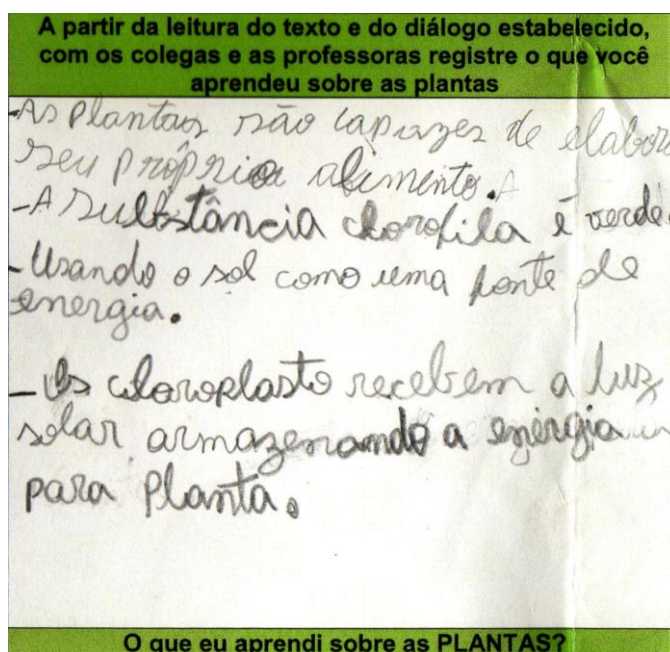 A partir da leitura do texto e do diálogo estabelecido,
com os colegas e as professoras registre o que você
aprendeu sobre as plantas
-As plantas são capazes de elabora
seu próprio alimento.
-A substância clorofila é verde.
-Usando o sol como uma fonte de
energia.
-Os cloroplasto recebem a luz
solar armazenando a energia
para Planta.
O que eu aprendi sobre as PLANTAS?